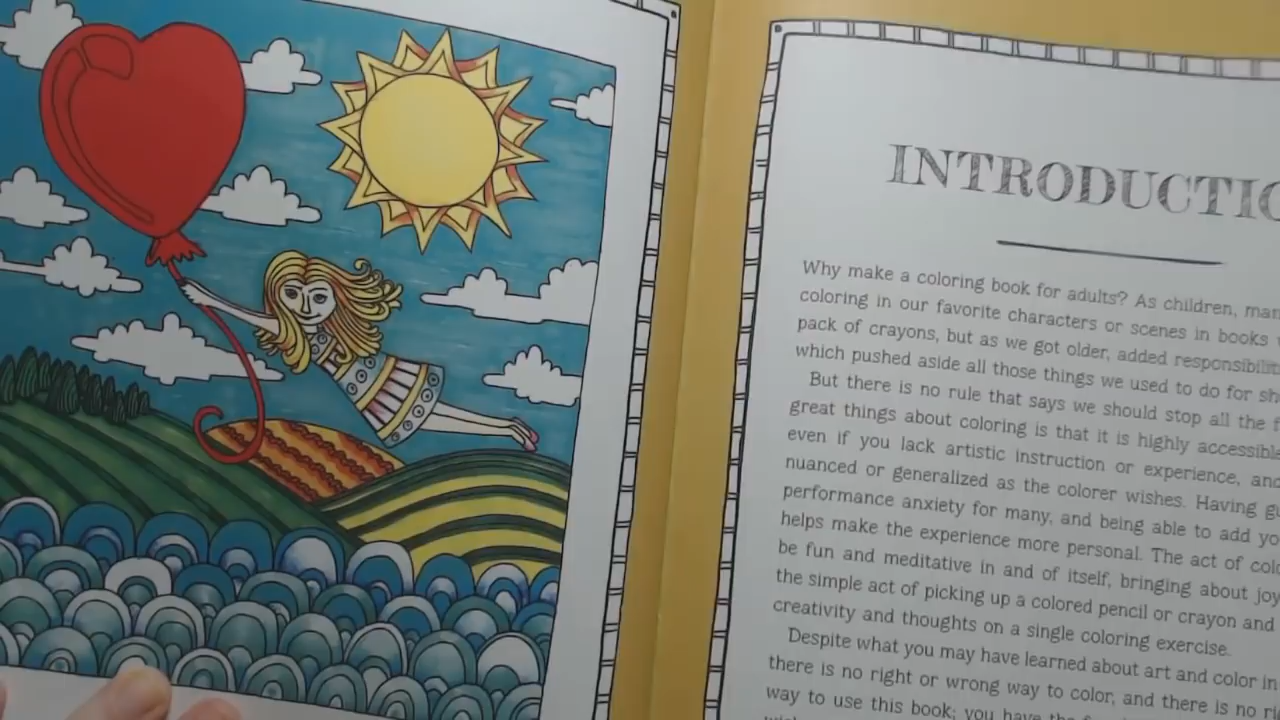 INTRODUCTIO
Why make a coloring book for adults? As children, man
coloring in our favorite characters or scenes in books
pack of crayons, but as we got older, added responsibiliti
which pushed aside all those things we used to do for sh
But there is no rule that says we should stop all the f
great things about coloring is that it is highly accessible
even if you lack artistic instruction or experience, and
nuanced or generalized as the colorer wishes. Having gu
performance anxiety for many, and being able to add yo
helps make the experience more personal. The act of colo
be fun and meditative in and of itself, bringing about joy
the simple act of picking up a colored pencil or crayon and
creativity and thoughts on a single coloring exercise.
Despite what you may have learned about art and color in
there is no right or wrong way to color, and there is no ri
way to use this book; you have the